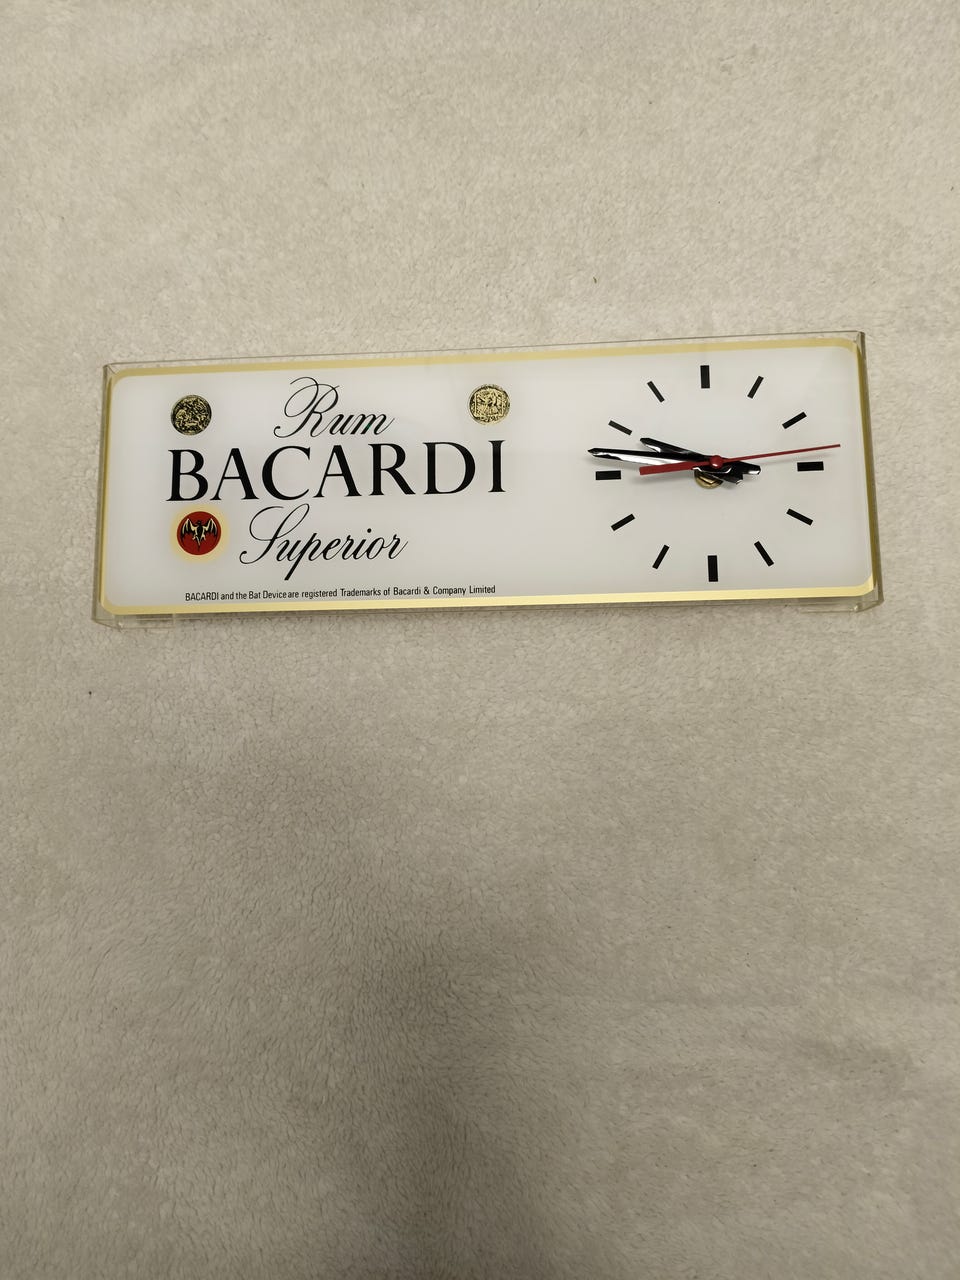 Rum
BACARDI
Superior
BACARDI and the Bat Device are registered Trademarks of Bacardi & Company Limited